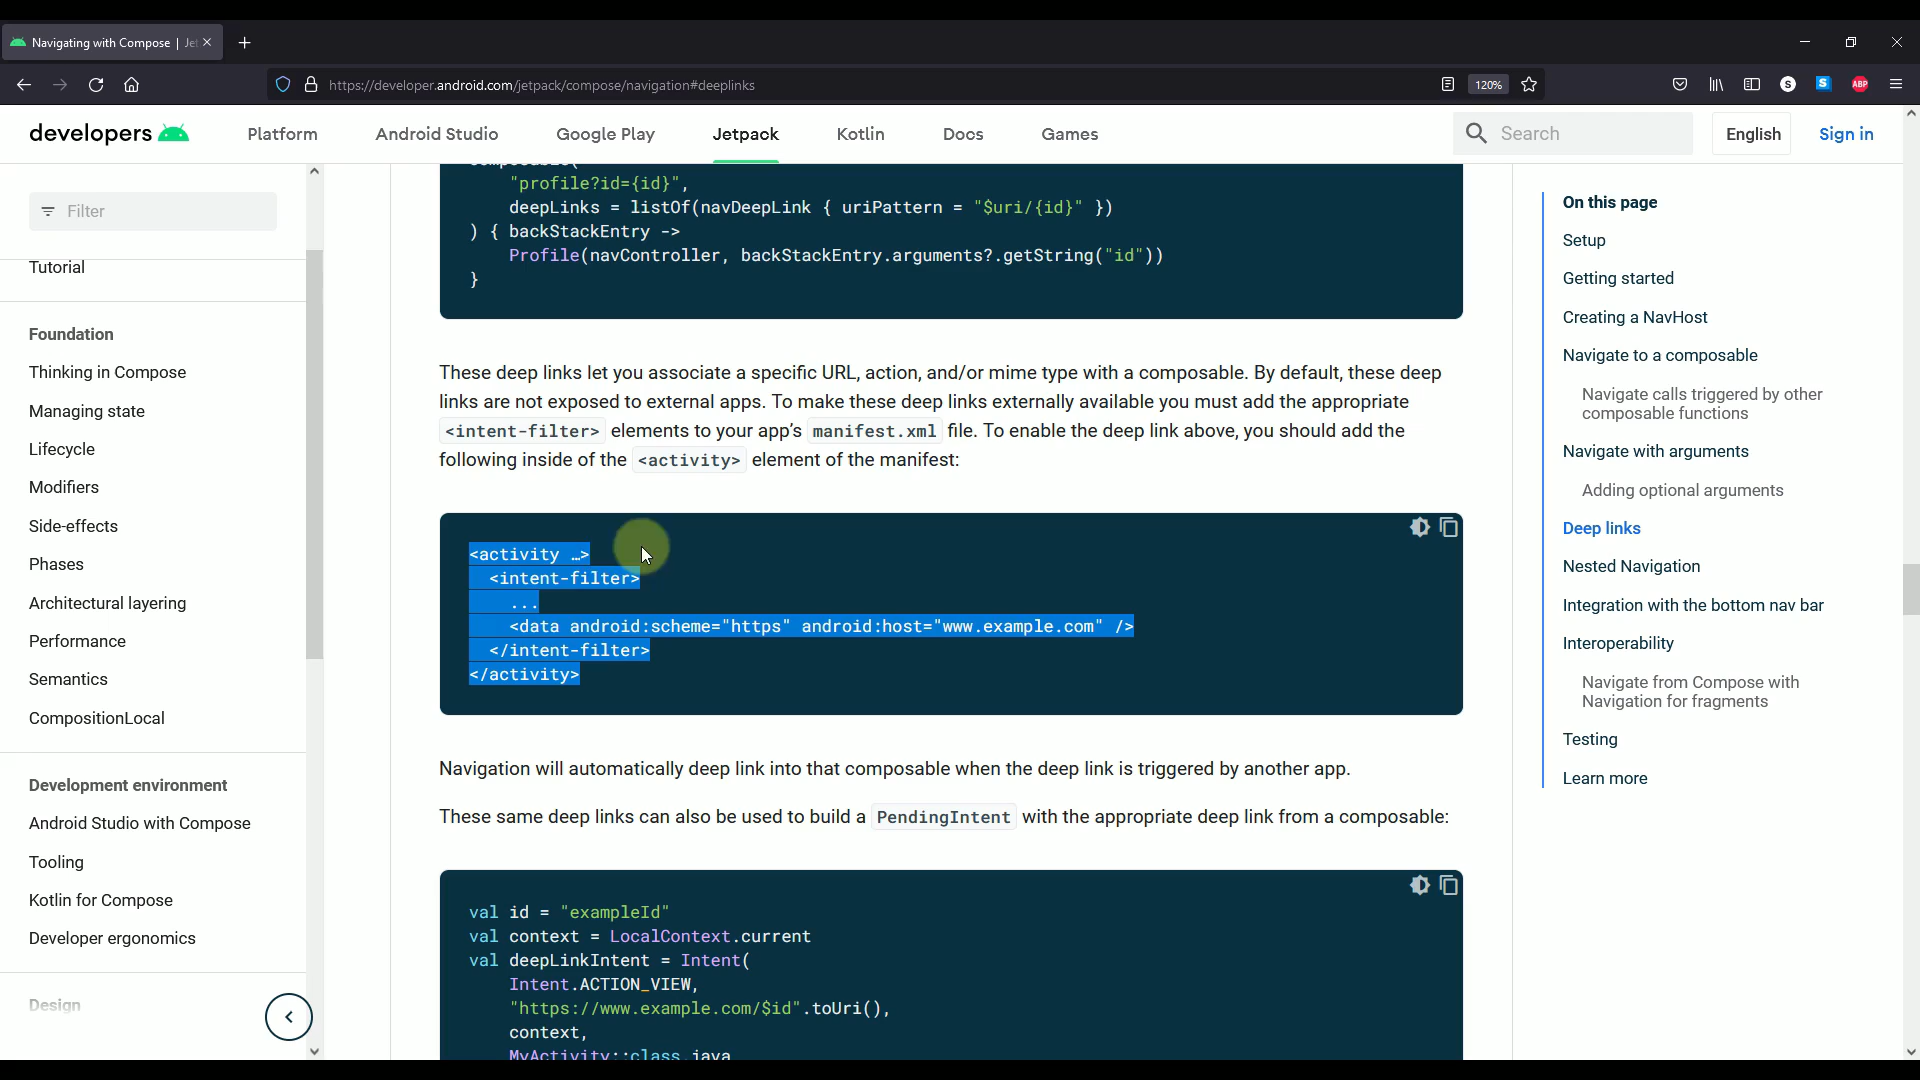 Navigating with Compose | Jet
https://developer.android.com/jetpack/compose/navigation#deeplinks
120%
S
S
ABP
developers
Platform
Android Studio
Google Play
Jetpack
Kotlin
Docs
Games
Search
English
Sign in
Filter
Tutorial
Foundation
Thinking in Compose
Managing state
Lifecycle
Modifiers
Side-effects
Phases
Architectural layering
Performance
Semantics
CompositionLocal
Development environment
Android Studio with Compose
Tooling
Kotlin for Compose
Developer ergonomics
Design
composable(
"profile?id={id}",
deepLinks = listOf(navDeepLink { uriPattern = "$uri/{id}" })
) { backStackEntry ->
Profile(navController, backStackEntry.arguments?.getString("id"))
}
These deep links let you associate a specific URL, action, and/or mime type with a composable. By default, these deep
links are not exposed to external apps. To make these deep links externally available you must add the appropriate
<intent-filter> elements to your app's manifest.xml file. To enable the deep link above, you should add the
following inside of the <activity> element of the manifest:
<activity …>
<intent-filter>
...
<data android:scheme="https" android:host="www.example.com" />
</intent-filter>
</activity>
Navigation will automatically deep link into that composable when the deep link is triggered by another app.
These same deep links can also be used to build a PendingIntent with the appropriate deep link from a composable:
val id = "exampleId"
val context = LocalContext.current
val deepLinkIntent = Intent(
Intent.ACTION_VIEW,
"https://www.example.com/$id".toUri(),
context,
MyActivity::class.java
On this page
Setup
Getting started
Creating a NavHost
Navigate to a composable
Navigate calls triggered by other
composable functions
Navigate with arguments
Adding optional arguments
Deep links
Nested Navigation
Integration with the bottom nav bar
Interoperability
Navigate from Compose with
Navigation for fragments
Testing
Learn more